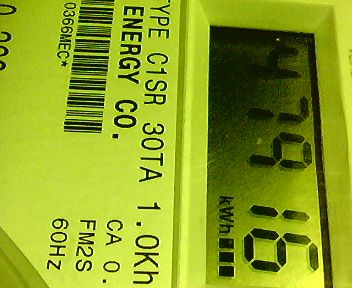 47916
kWh
TYPE C1SR 30TA 1.0Kh
ENERGY CO. CA 0.
FM2S
0366MEC* 60HZ